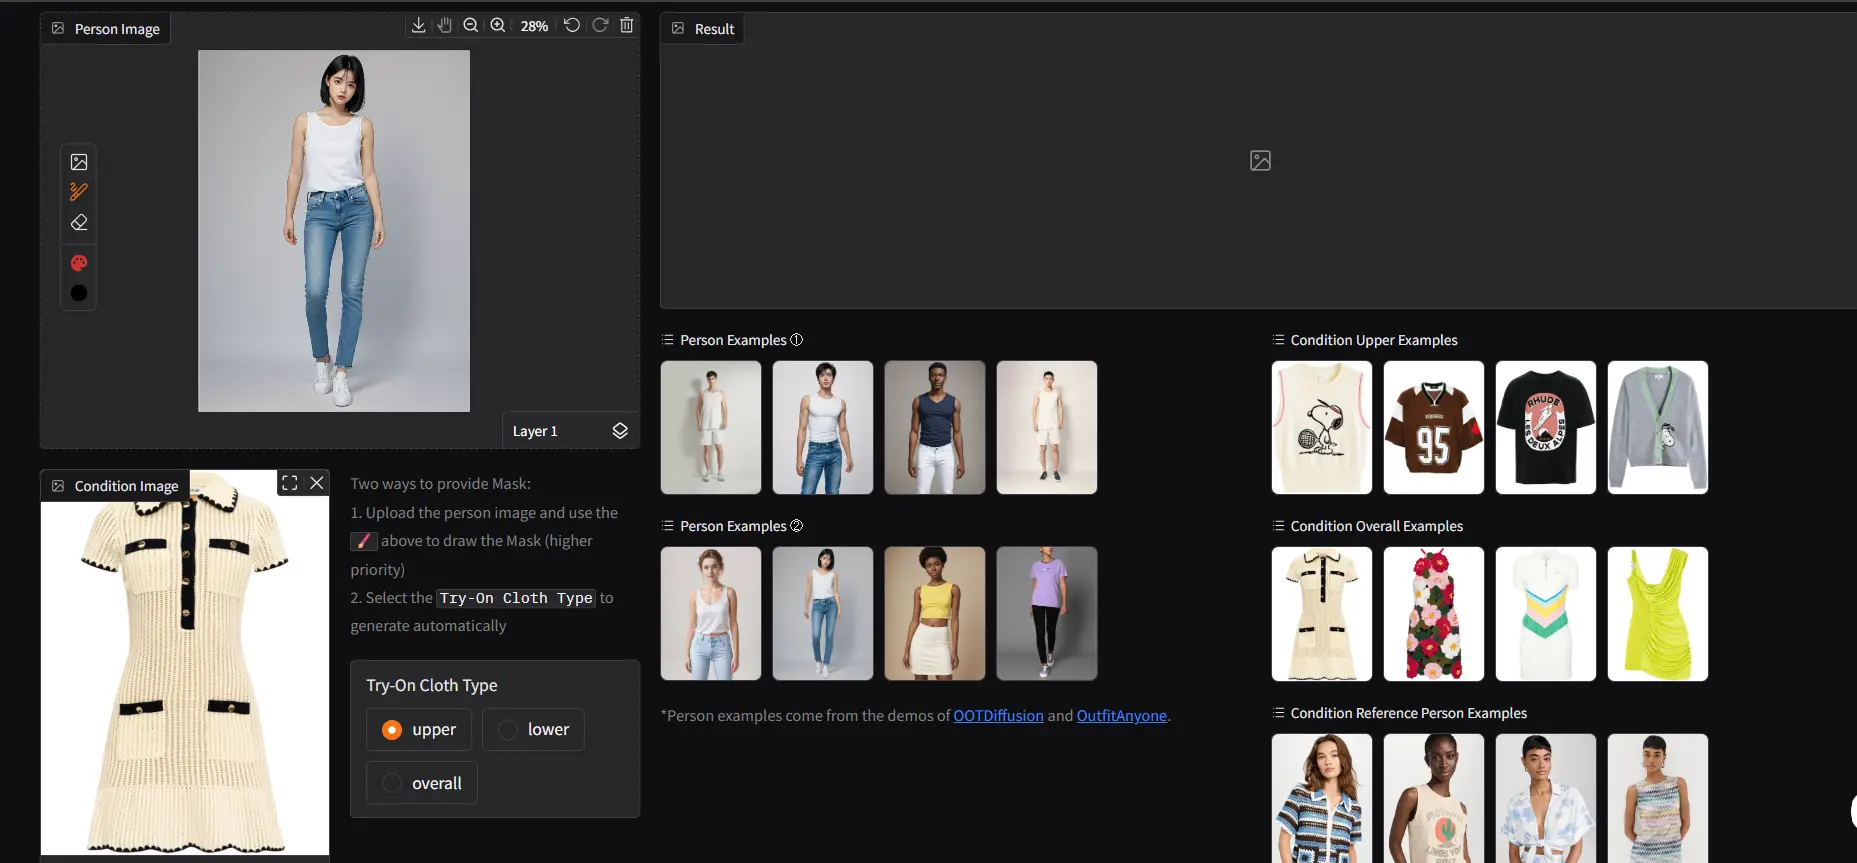 Person Image
28%
Layer 1
Condition Image
Two ways to provide Mask:
1. Upload the person image and use the
above to draw the Mask (higher
priority)
2. Select the Try-On Cloth Type to
generate automatically
Try-On Cloth Type
upper
lower
overall
Result
Person Examples ①
Person Examples ②
*Person examples come from the demos of OOTDiffusion and OutfitAnyone.
Condition Upper Examples
95
RHUDE
LES DEUX ALPES
Condition Overall Examples
Condition Reference Person Examples